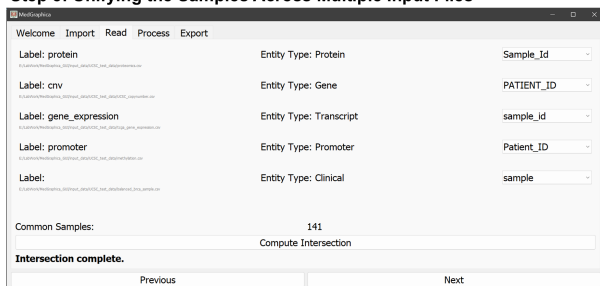 Step 5: Unifying the Samples Across Multiple Input Files
MedGraphica
Welcome Import Read Process Export
Label: protein Entity Type: Protein Sample_Id
Label: cnv Entity Type: Gene PATIENT_ID
Label: gene_expression Entity Type: Transcript sample_id
Label: promoter Entity Type: Promoter Patient_ID
Label: Entity Type: Clinical sample
Common Samples: 141
Compute Intersection
Intersection complete.
Previous Next